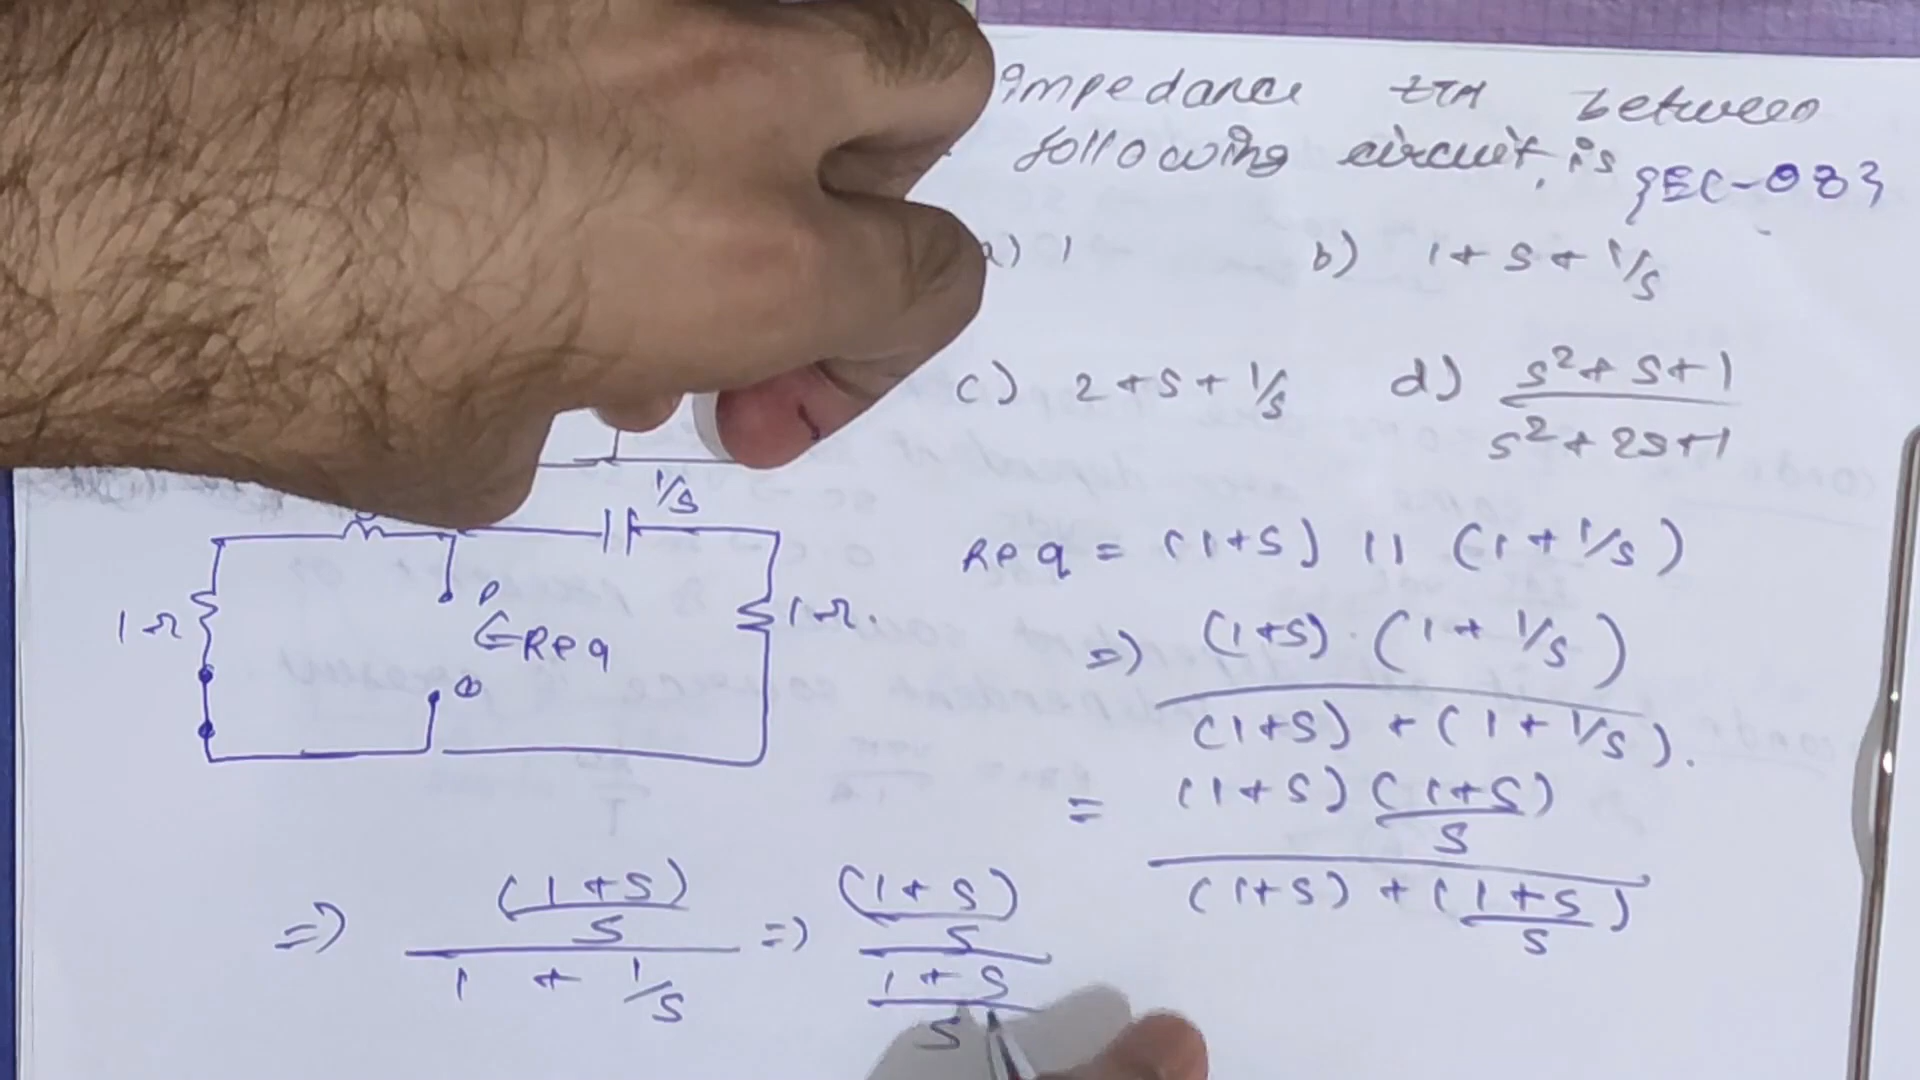 impedance ZTH between
following circuit, is {EC-08}
a) 1 b) 1 + S + 1/S
c) 2 + S + 1/S d) s² + s + 1 / s² + 2s + 1
1/S
1Ω P Req 1Ω.
Req = (1+S) || (1 + 1/S)
=) (1+S) . (1 + 1/S) / (1+S) + (1 + 1/S).
= (1+S) (1+S)/S / (1+S) + (1+S)/S
=) (1+S)/S / 1 + 1/S =) (1+S)/S / 1+S/S